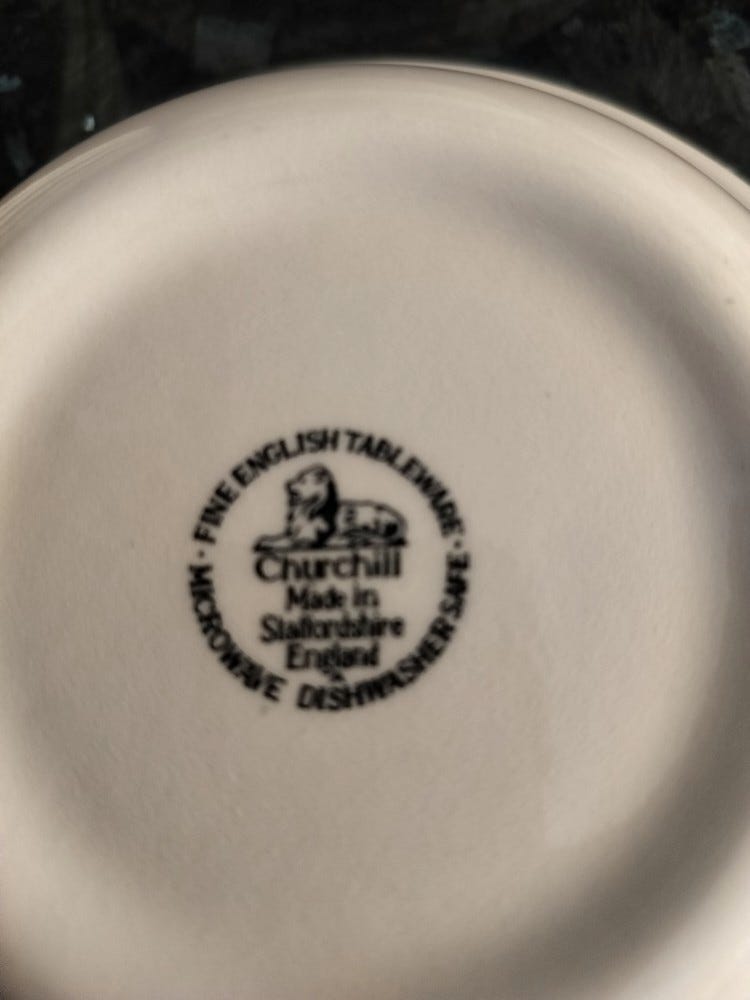 · FINE ENGLISH TABLEWARE ·
Churchill
Made in
Staffordshire
England
MICROWAVE DISHWASHER SAFE